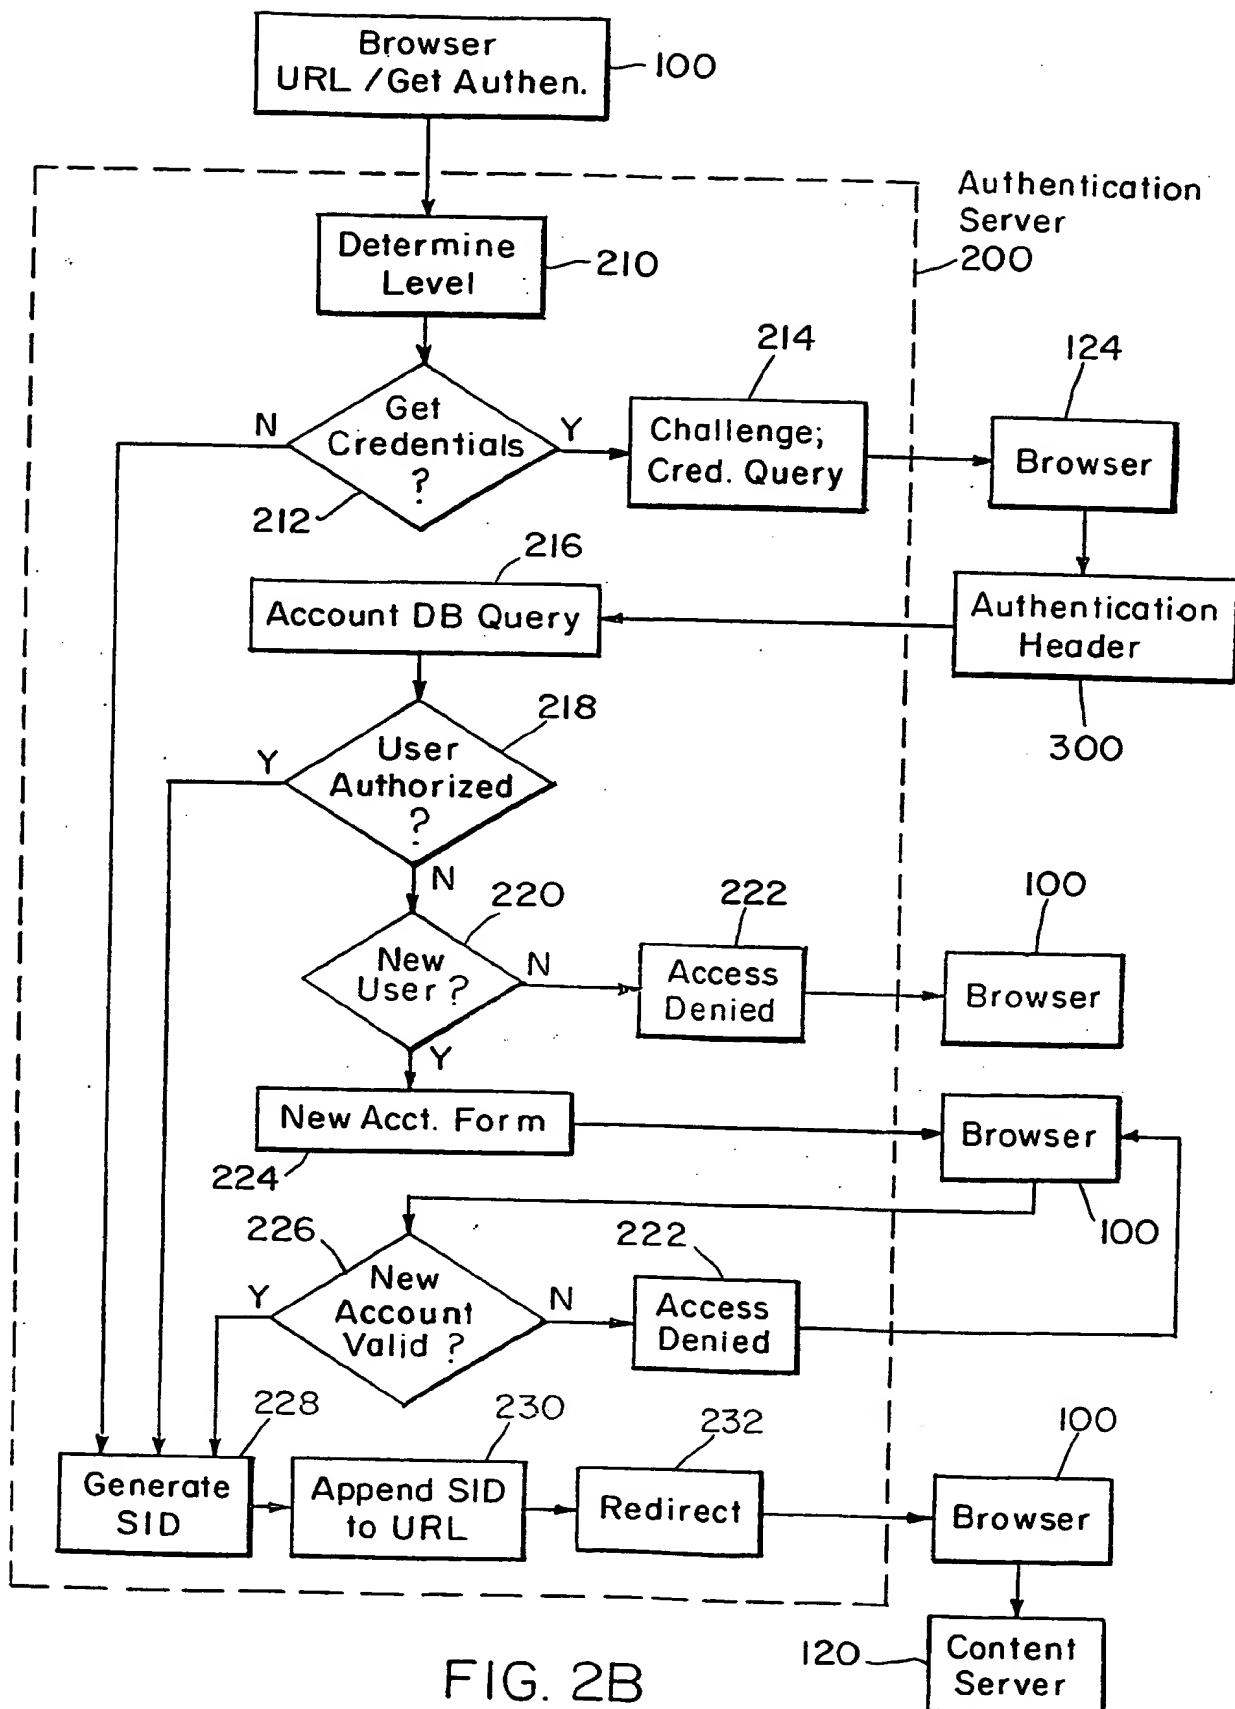 Browser
URL / Get Authen.
100
Authentication
Server
200
Determine
Level
210
214
124
N
Get
Credentials
?
Y
Challenge;
Cred. Query
Browser
212
216
Account DB Query
Authentication
Header
218
300
Y
User
Authorized
?
N
220
222
100
New
User ?
N
Access
Denied
Browser
Y
New Acct. Form
Browser
224
100
226
222
Y
New
Account
Valid ?
N
Access
Denied
228
230
232
100
Generate
SID
Append SID
to URL
Redirect
Browser
120
Content
Server
FIG. 2B